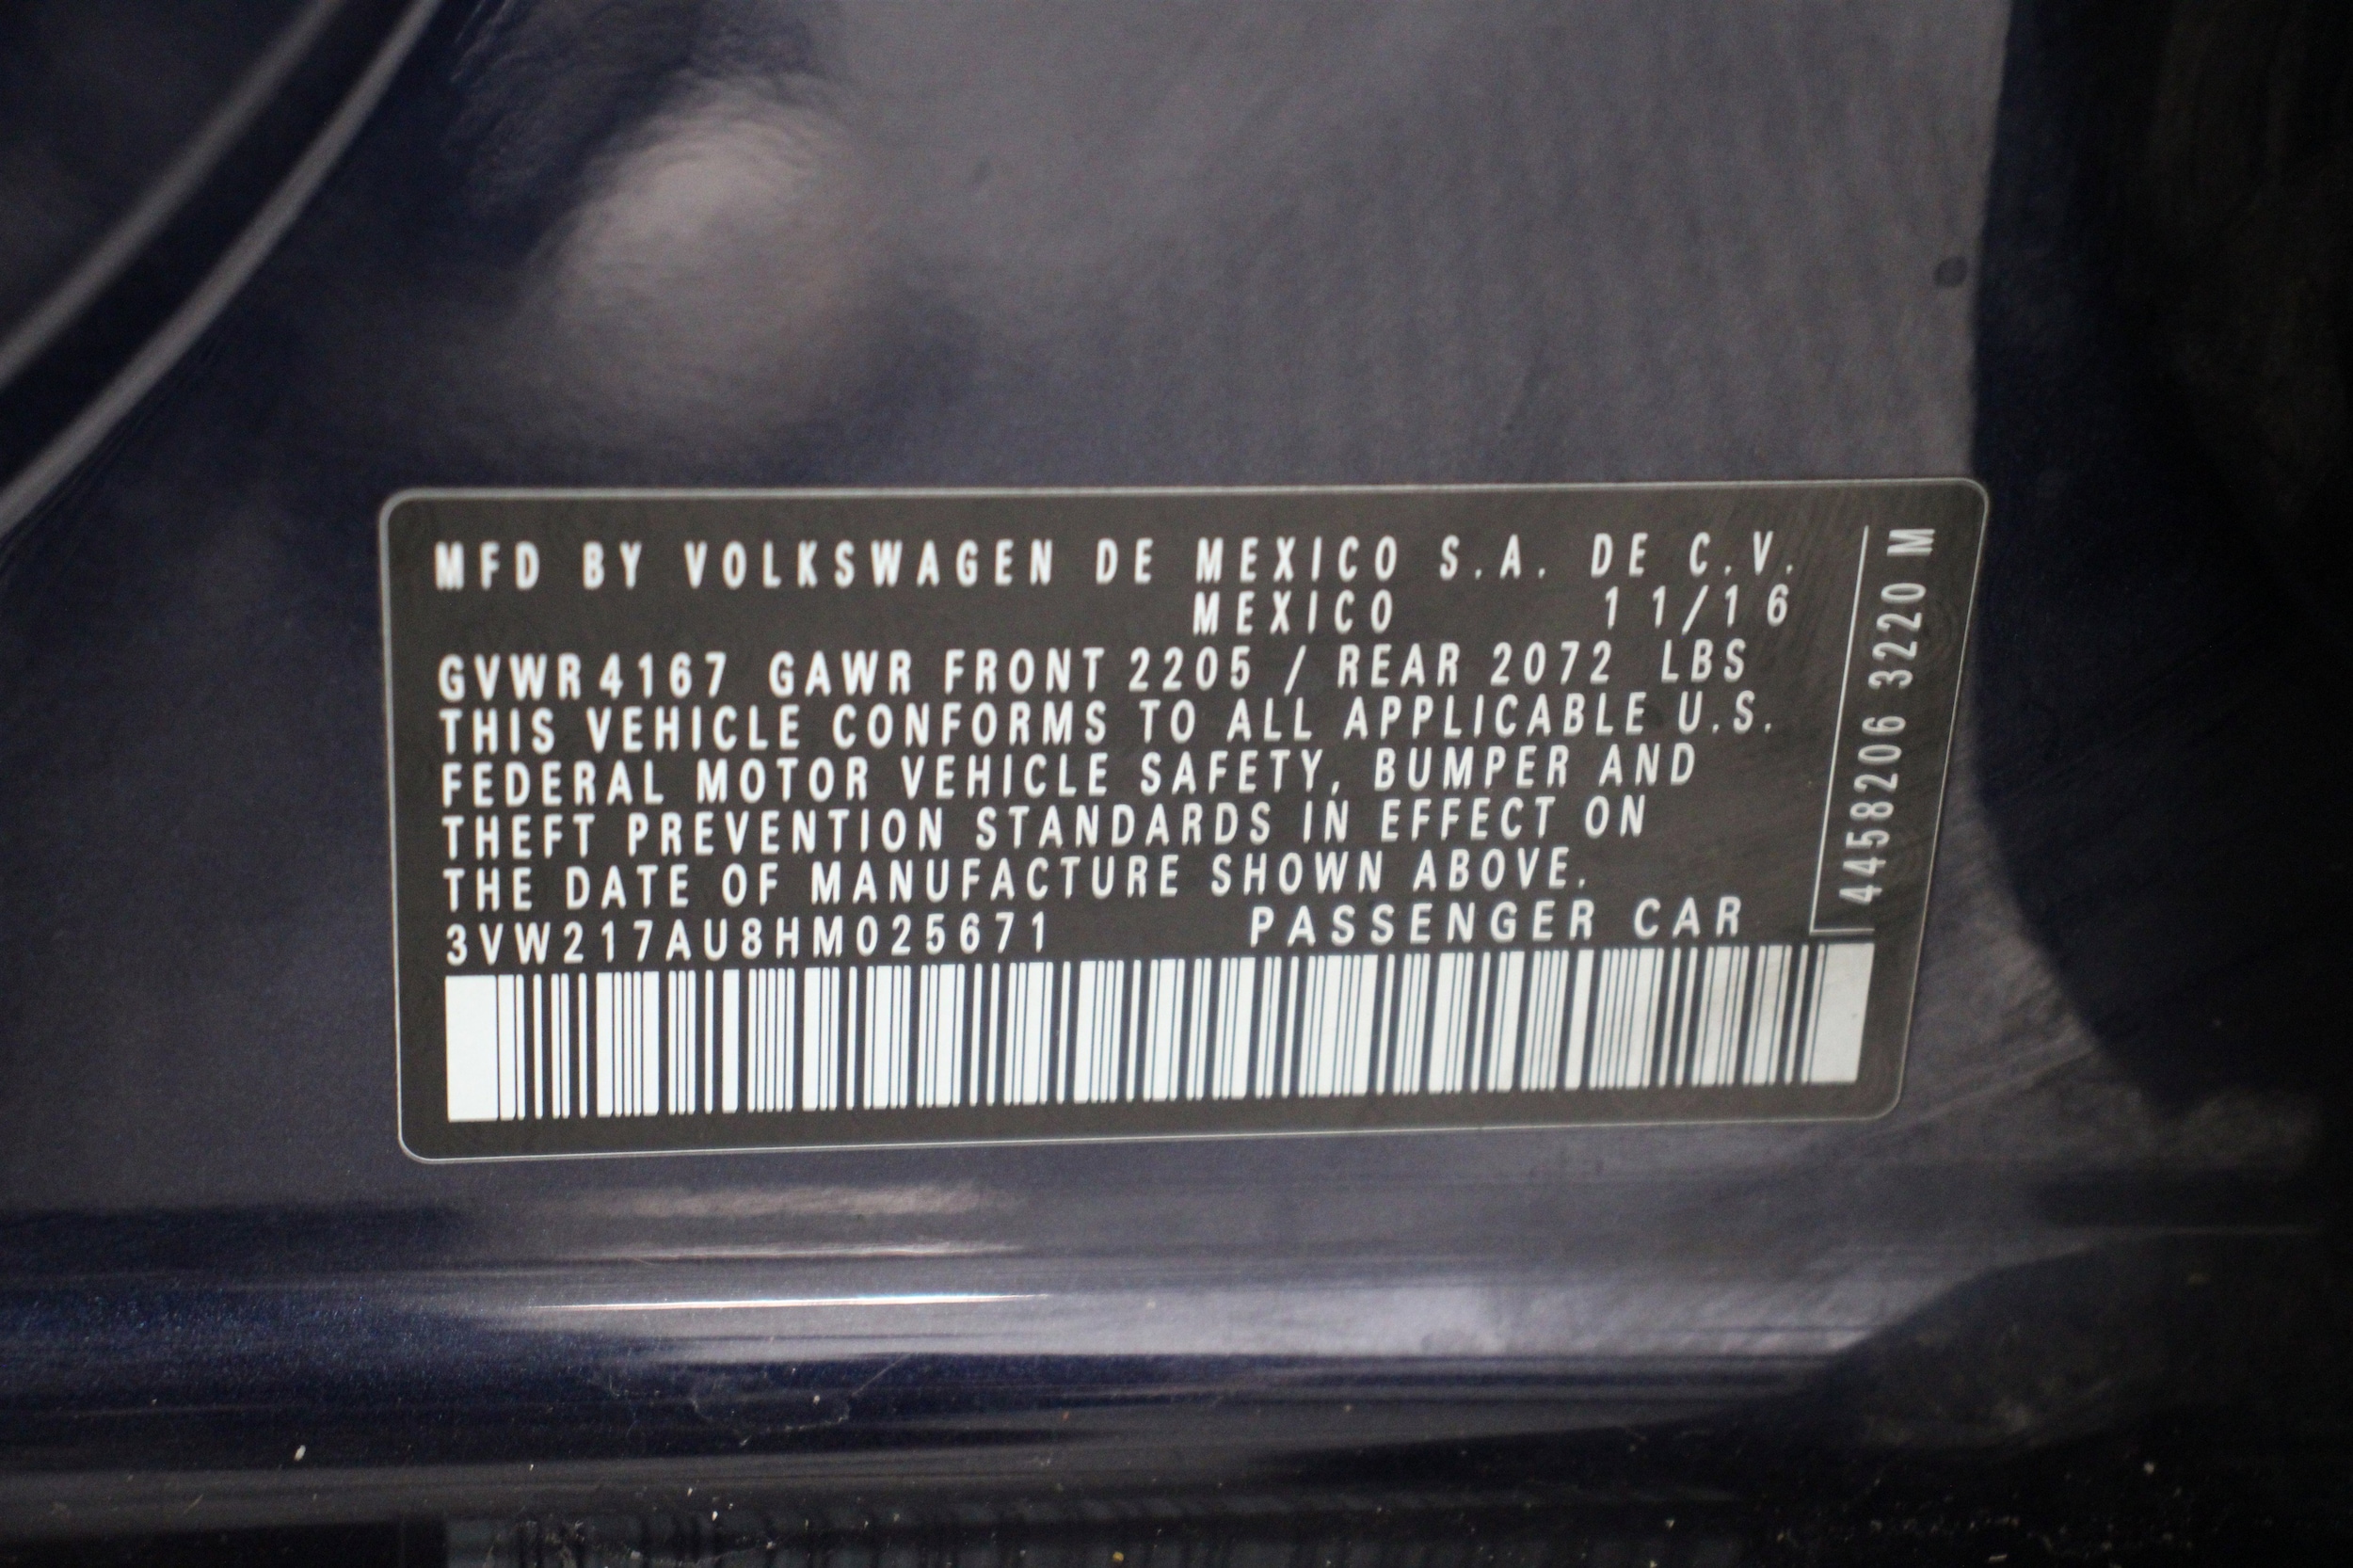 MFD BY VOLKSWAGEN DE MEXICO S.A. DE C.V.
MEXICO 11/16
GVWR 4167 GAWR FRONT 2205 / REAR 2072 LBS
THIS VEHICLE CONFORMS TO ALL APPLICABLE U.S.
FEDERAL MOTOR VEHICLE SAFETY, BUMPER AND
THEFT PREVENTION STANDARDS IN EFFECT ON
THE DATE OF MANUFACTURE SHOWN ABOVE.
3VW217AU8HM025671 PASSENGER CAR
4458206 3220 M